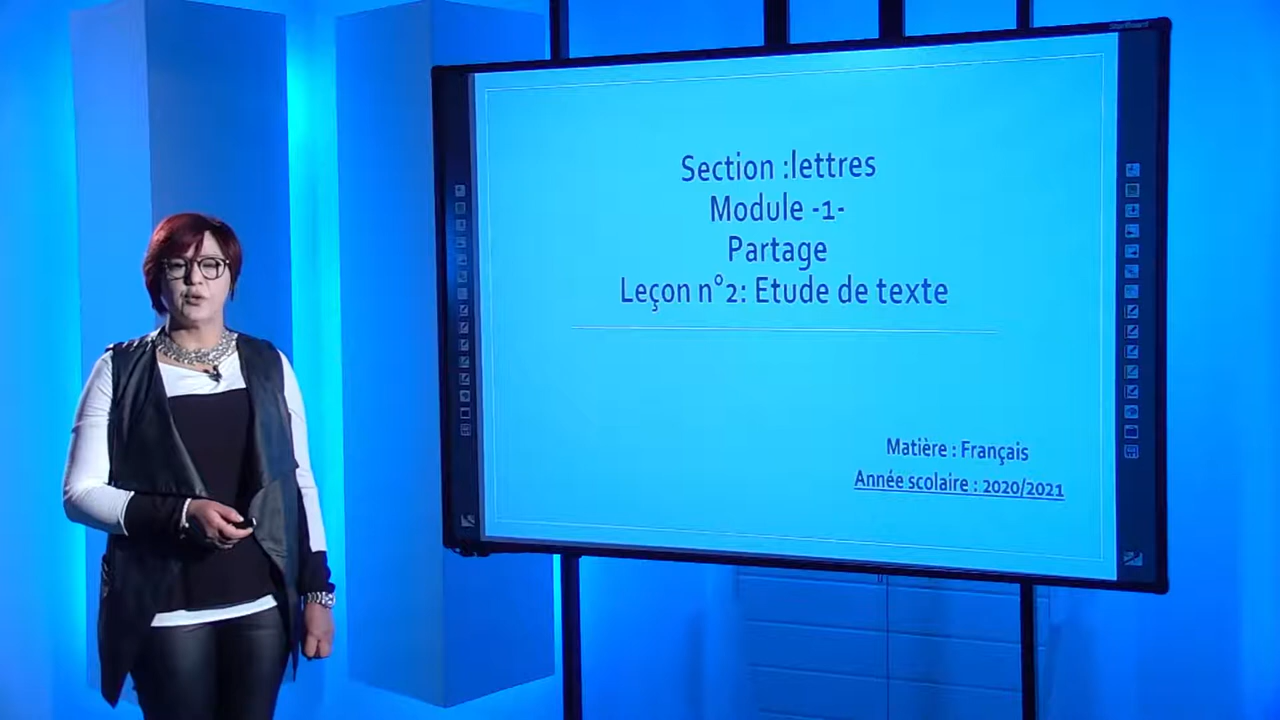 Section :lettres
Module -1-
Partage
Leçon n°2: Etude de texte
Matière : Français
Année scolaire : 2020/2021